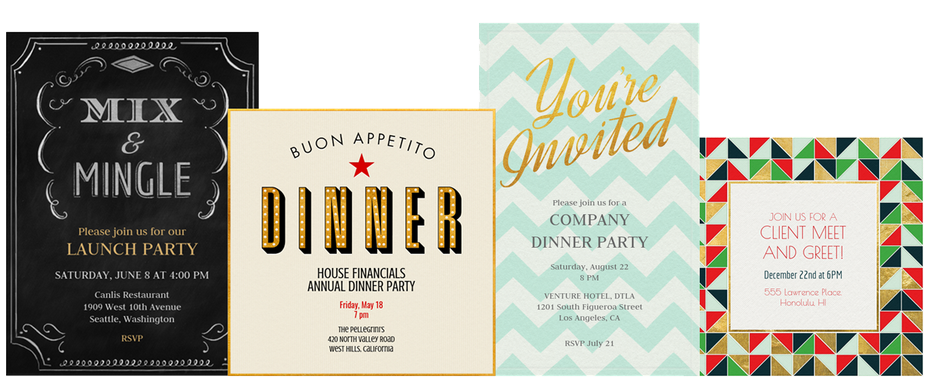 MIX
&
MINGLE
Please join us for our
LAUNCH PARTY
SATURDAY, JUNE 8 AT 4:00 PM
Canlis Restaurant
1909 West 10th Avenue
Seattle, Washington
RSVP
BUON APPETITO
DINNER
HOUSE FINANCIALS
ANNUAL DINNER PARTY
Friday, May 18
7 pm
The Pellegrini's
420 North Valley Road
West Hills, California
You're
Invited
Please join us for a
COMPANY
DINNER PARTY
Saturday, August 22
8 PM
VENTURE HOTEL, DTLA
1201 South Figueroa Street
Los Angeles, CA
RSVP July 21
JOIN US FOR A
CLIENT MEET
AND GREET!
December 22nd at 6PM
555 Lawrence Place
Honolulu, HI